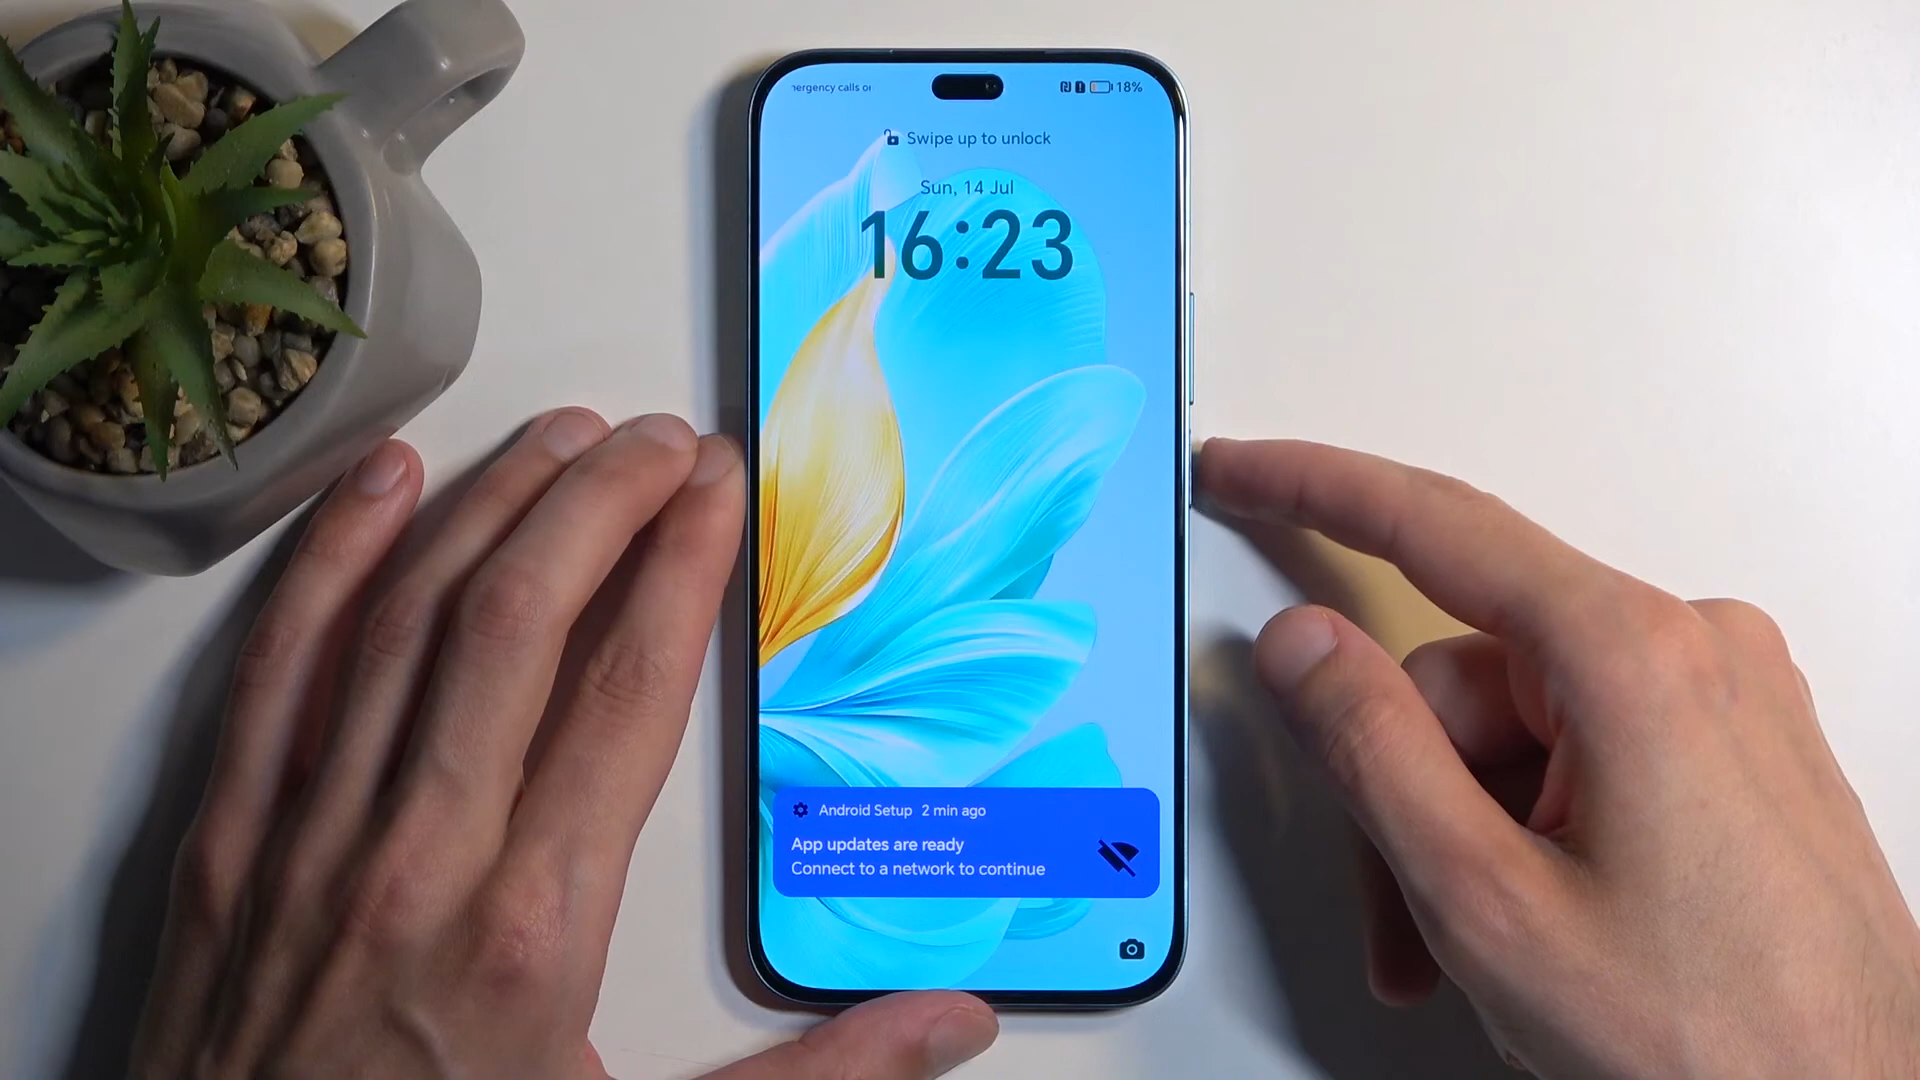 ergency calls or
18%
Swipe up to unlock
Sun, 14 Jul
16:23
Android Setup 2 min ago
App updates are ready
Connect to a network to continue